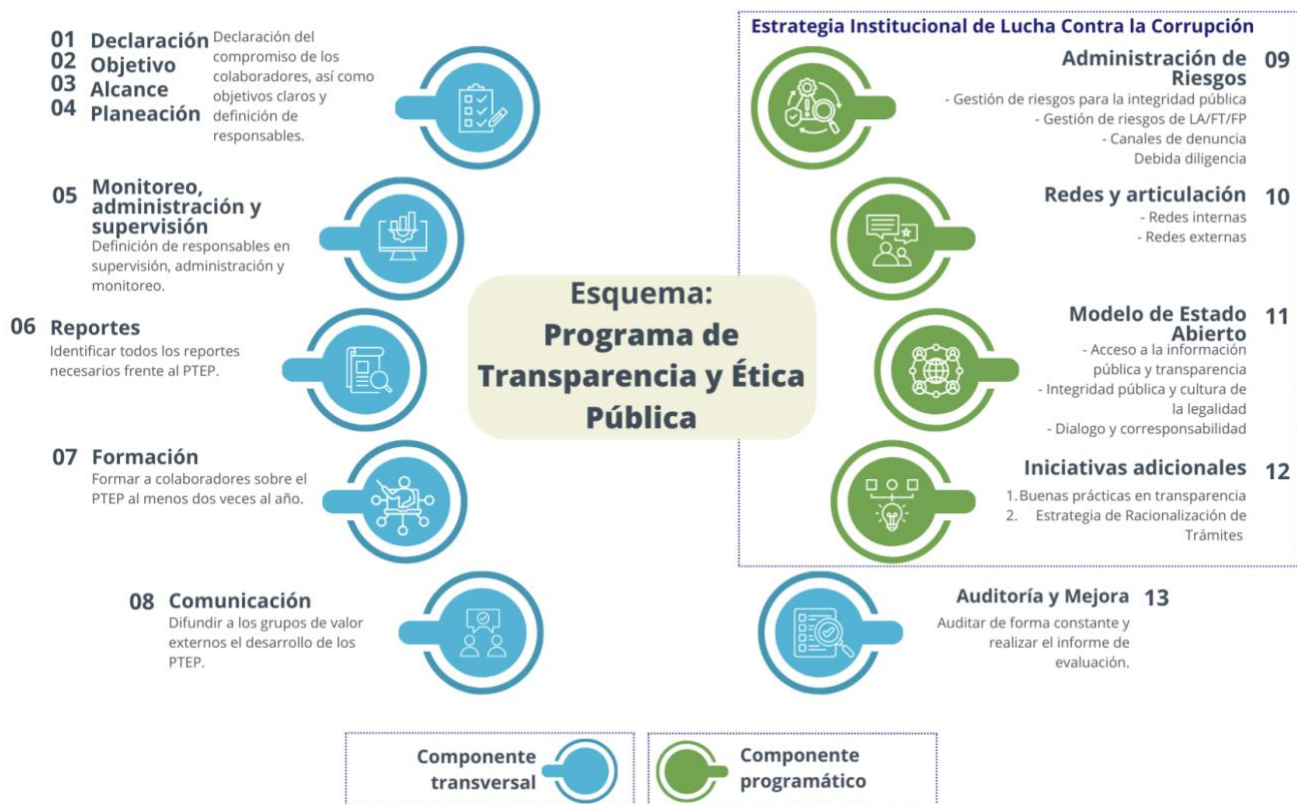 01 Declaración
02 Objetivo
03 Alcance
04 Planeación
Declaración del
compromiso de los
colaboradores, así como
objetivos claros y
definición de
responsables.
05 Monitoreo,
administración y
supervisión
Definición de responsables en
supervisión, administración y
monitoreo.
06 Reportes
Identificar todos los reportes
necesarios frente al PTEP.
07 Formación
Formar a colaboradores sobre el
PTEP al menos dos veces al año.
08 Comunicación
Difundir a los grupos de valor
externos el desarrollo de los
PTEP.
Esquema:
Programa de
Transparencia y Ética
Pública
Estrategia Institucional de Lucha Contra la Corrupción
Administración de 09
Riesgos
- Gestión de riesgos para la integridad pública
- Gestión de riesgos de LA/FT/FP
- Canales de denuncia
Debida diligencia
Redes y articulación 10
- Redes internas
- Redes externas
Modelo de Estado 11
Abierto
- Acceso a la información
pública y transparencia
- Integridad pública y cultura de
la legalidad
- Dialogo y corresponsabilidad
Iniciativas adicionales 12
1. Buenas prácticas en transparencia
2. Estrategia de Racionalización de
Trámites
Auditoría y Mejora 13
Auditar de forma constante y
realizar el informe de
evaluación.
Componente
transversal
Componente
programático